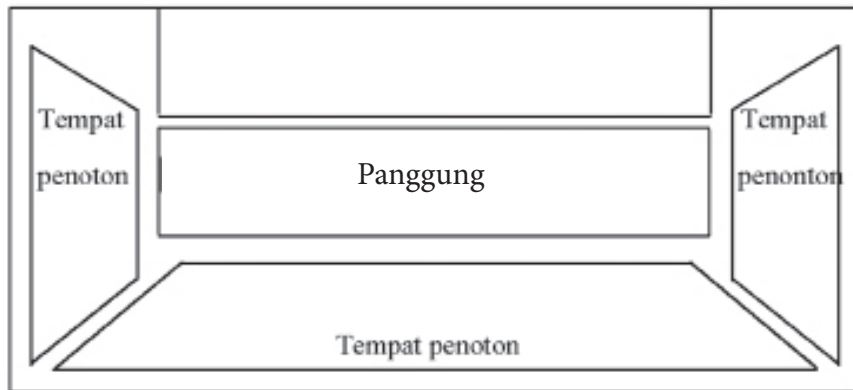 Tempat
penoton
Panggung
Tempat
penonton
Tempat penoton